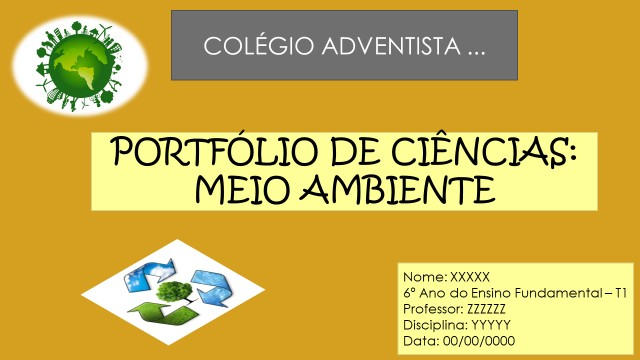 COLÉGIO ADVENTISTA ...
PORTFÓLIO DE CIÊNCIAS:
MEIO AMBIENTE
Nome: XXXXX
6º Ano do Ensino Fundamental – T1
Professor: ZZZZZZ
Disciplina: YYYYY
Data: 00/00/0000